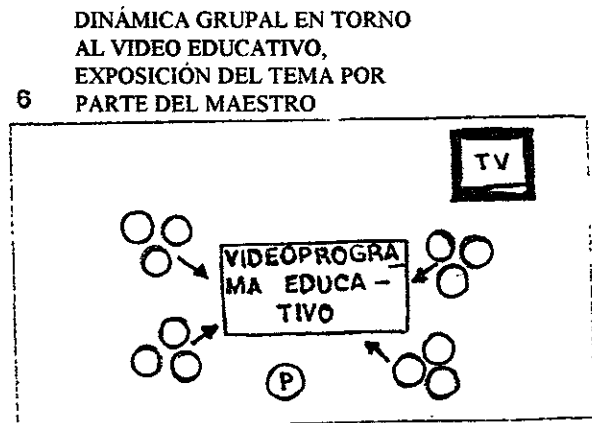 DINÁMICA GRUPAL EN TORNO
AL VIDEO EDUCATIVO,
EXPOSICIÓN DEL TEMA POR
6 PARTE DEL MAESTRO
TV
VIDEOPROGRA
MA EDUCA-
TIVO
P